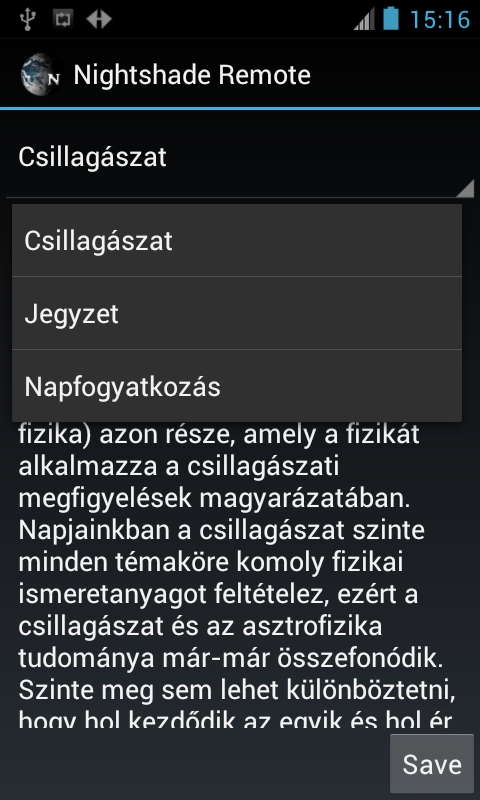 15:16
Nightshade Remote
Csillagászat
Csillagászat
Jegyzet
Napfogyatkozás
fizika) azon része, amely a fizikát
alkalmazza a csillagászati
megfigyelések magyarázatában.
Napjainkban a csillagászat szinte
minden témaköre komoly fizikai
ismeretanyagot feltételez, ezért a
csillagászat és az asztrofizika
tudománya már-már összefonódik.
Szinte meg sem lehet különböztetni,
hogy hol kezdődik az egyik és hol ér
Save